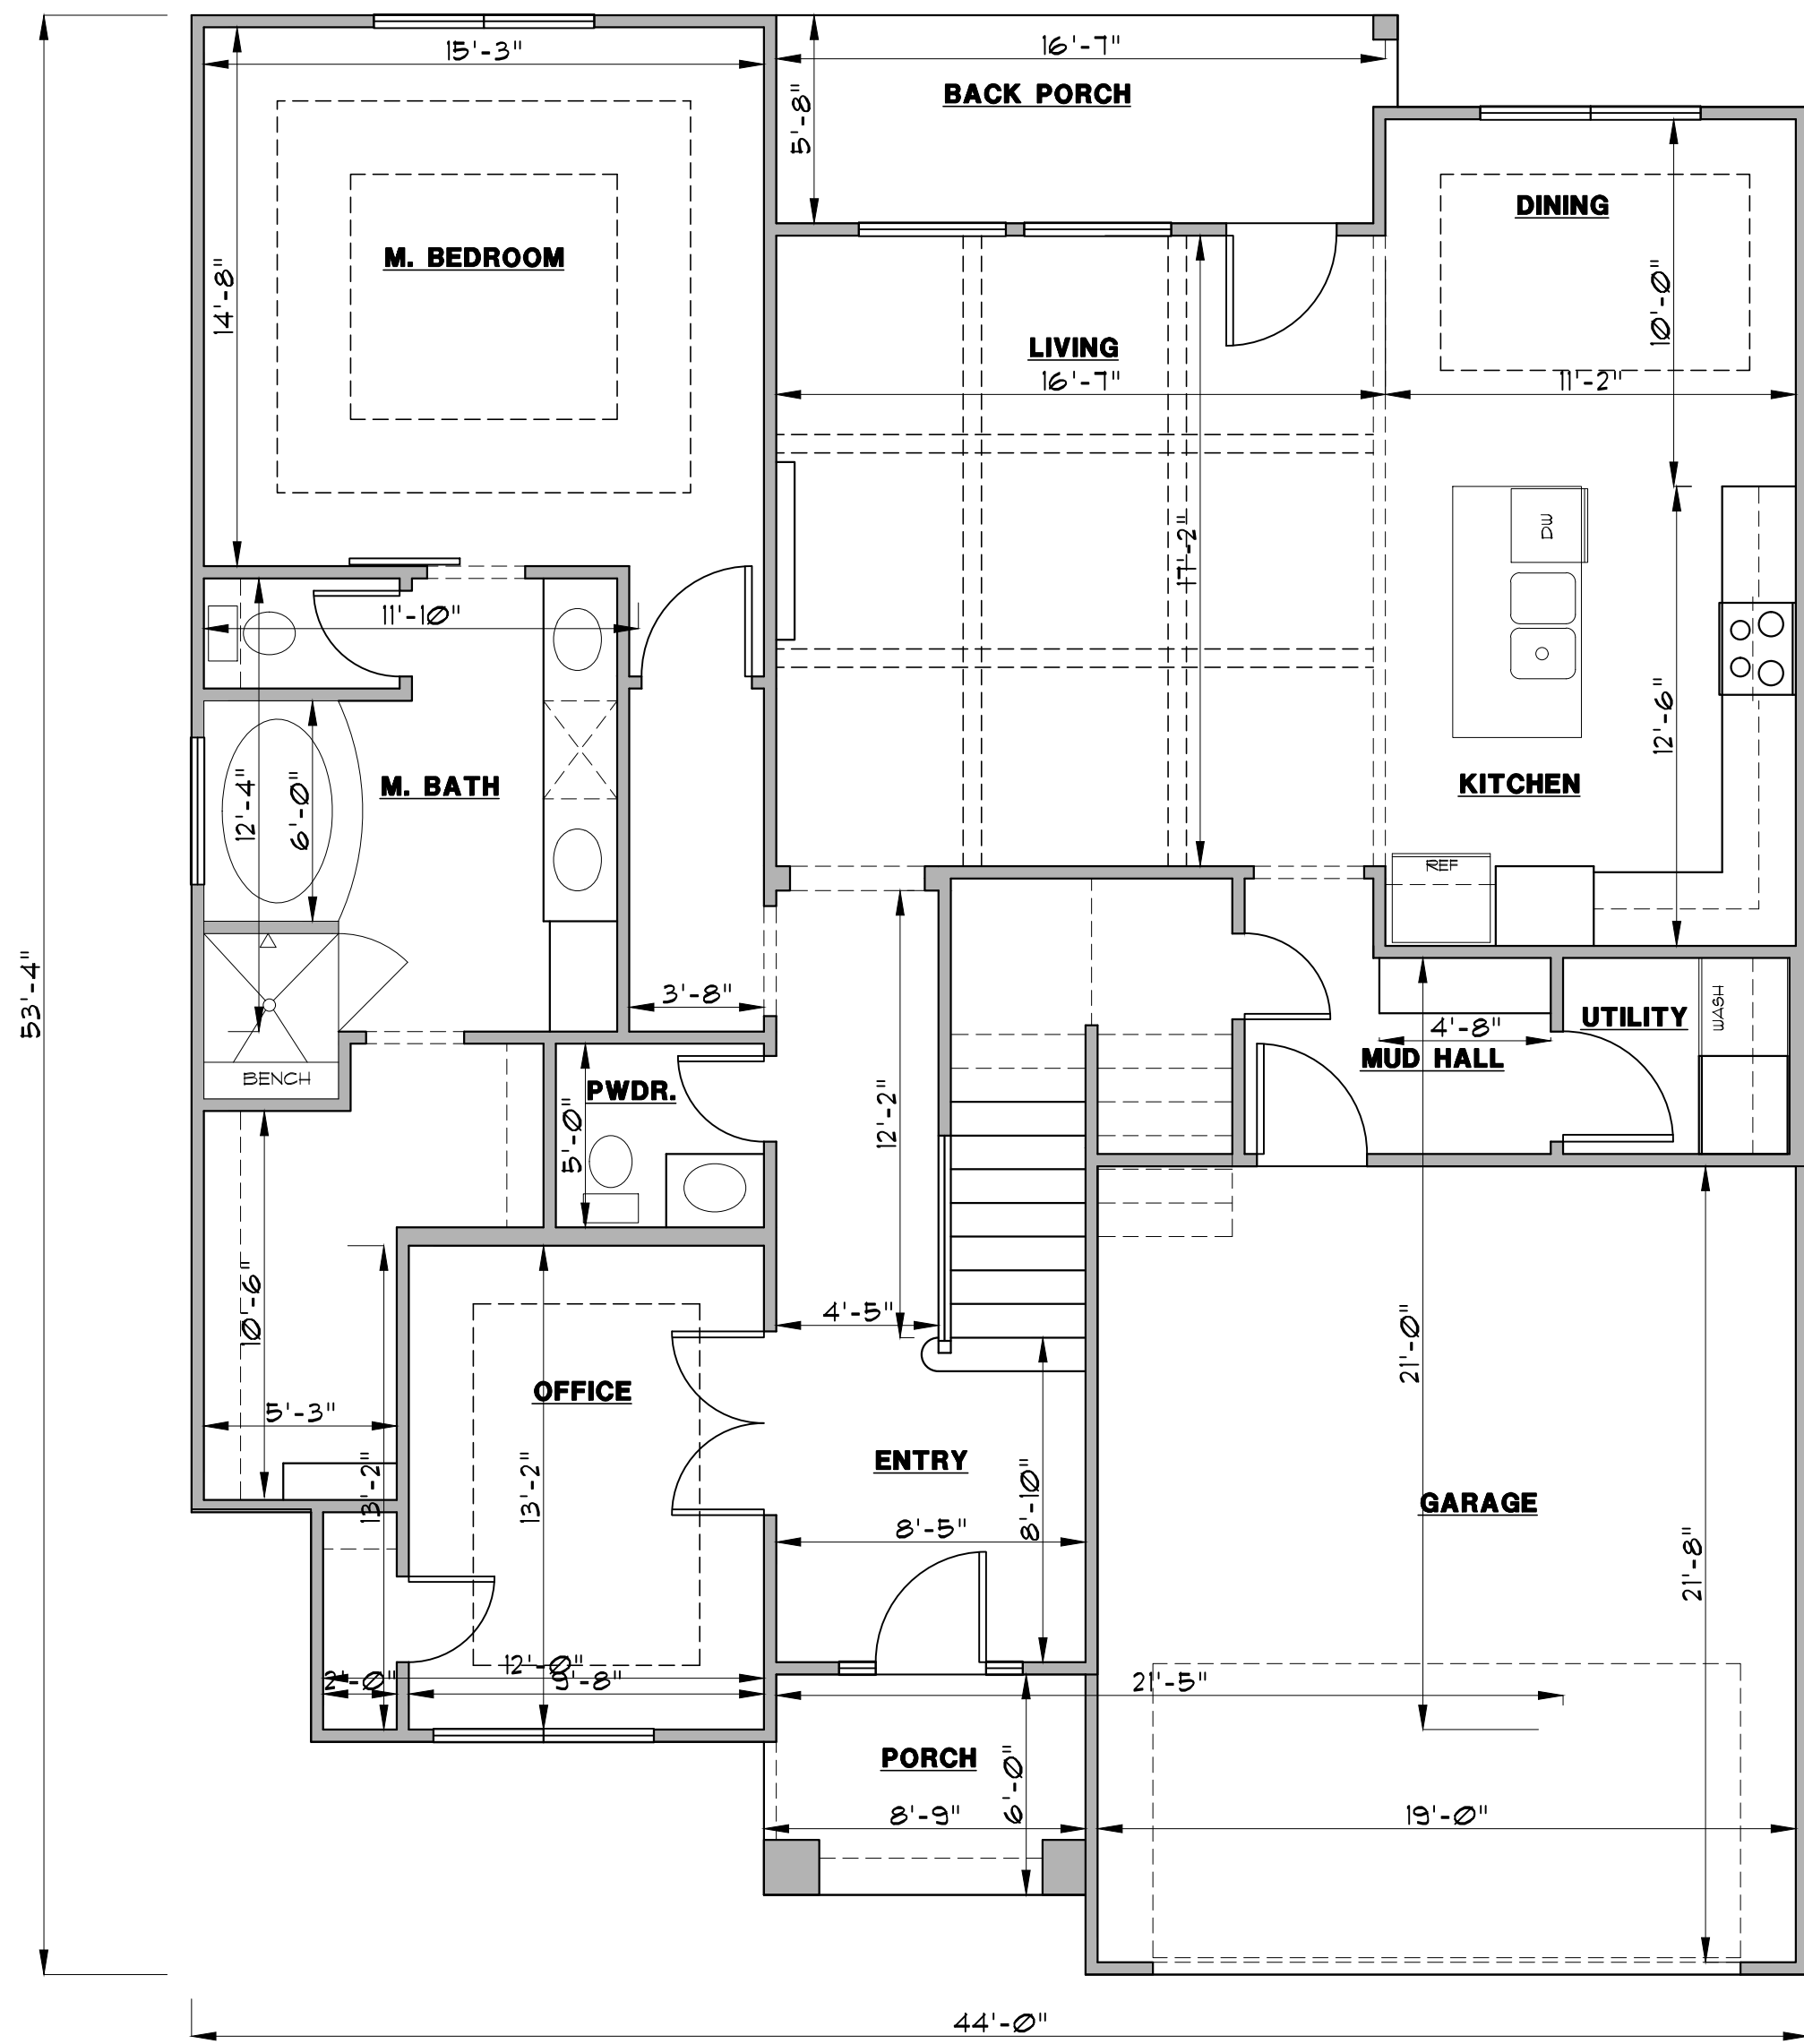 15'-3"
16'-7"
BACK PORCH
5'-8"
DINING
M. BEDROOM
14'-8"
10'-0"
LIVING
16'-7"
11'-2"
DW
17'-2"
11'-10"
12'-6"
M. BATH
KITCHEN
12'-4"
6'-0"
REF
53'-4"
3'-8"
WASH
UTILITY
4'-8"
MUD HALL
BENCH
PWDR.
12'-2"
5'-0"
10'-6"
4'-5"
21'-0"
OFFICE
5'-3"
ENTRY
13'-2"
13'-2"
8'-10"
GARAGE
8'-5"
21'-8"
12'-0"
2'-0"
9'-8"
21'-5"
PORCH
6'-0"
8'-9"
19'-0"
44'-0"